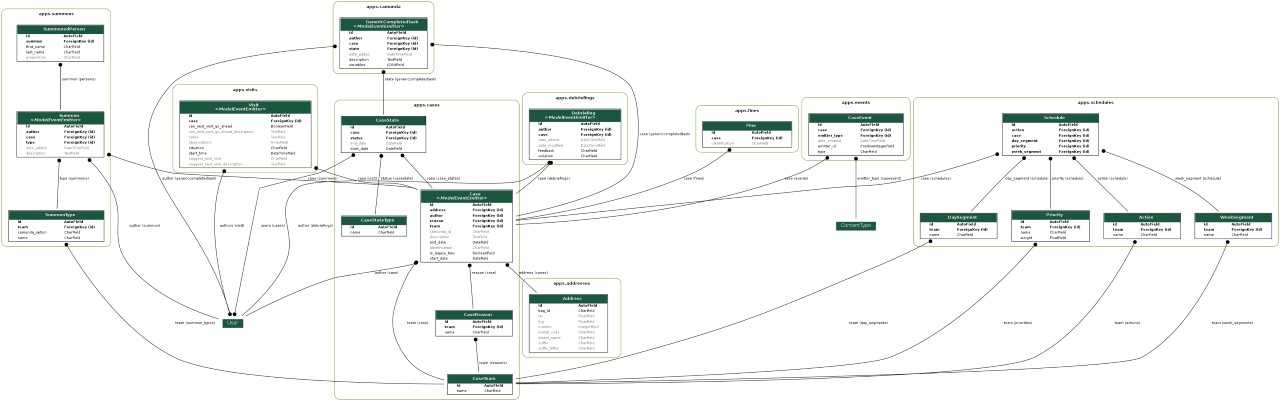 apps.summons
SummonedPerson
id AutoField
summon ForeignKey (id)
first_name CharField
last_name CharField
preposition CharField
summon (persons)
Summon
<ModelEventEmitter>
id AutoField
author ForeignKey (id)
case ForeignKey (id)
type ForeignKey (id)
date_added DateTimeField
description TextField
type (summons)
SummonType
id AutoField
team ForeignKey (id)
camunda_option CharField
name CharField
apps.visits
Visit
<ModelEventEmitter>
id AutoField
case ForeignKey (id)
can_next_visit_go_ahead BooleanField
can_next_visit_go_ahead_description TextField
notes TextField
observations
situation CharField
start_time DateTimeField
suggest_next_visit CharField
suggest_next_visit_description TextField
apps.camunda
GenericCompletedTask
<ModelEventEmitter>
id AutoField
author ForeignKey (id)
case ForeignKey (id)
state ForeignKey (id)
date_added DateTimeField
description TextField
variables JSONField
state (genericcompletedtask)
apps.cases
CaseState
id AutoField
case ForeignKey (id)
status ForeignKey (id)
end_date DateField
start_date DateField
CaseStateType
id AutoField
name CharField
Case
<ModelEventEmitter>
id AutoField
address ForeignKey (id)
author ForeignKey (id)
reason ForeignKey (id)
team ForeignKey (id)
camunda_id CharField
description TextField
end_date DateField
identification CharField
is_legacy_bwv BooleanField
start_date DateField
CaseReason
id AutoField
team ForeignKey (id)
name CharField
CaseTeam
id AutoField
name CharField
apps.debriefings
Debriefing
<ModelEventEmitter>
id AutoField
author ForeignKey (id)
case ForeignKey (id)
date_added DateTimeField
date_modified DateTimeField
feedback TextField
violation CharField
apps.fines
Fine
id AutoField
case ForeignKey (id)
identification CharField
apps.events
CaseEvent
id AutoField
case ForeignKey (id)
emitter_type ForeignKey (id)
date_created DateTimeField
emitter_id PositiveIntegerField
type CharField
ContentType
apps.schedules
Schedule
id AutoField
action ForeignKey (id)
case ForeignKey (id)
day_segment ForeignKey (id)
priority ForeignKey (id)
week_segment ForeignKey (id)
DaySegment
id AutoField
team ForeignKey (id)
name CharField
Priority
id AutoField
team ForeignKey (id)
name CharField
weight FloatField
Action
id AutoField
team ForeignKey (id)
name CharField
WeekSegment
id AutoField
team ForeignKey (id)
name CharField
apps.addresses
Address
id AutoField
bag_id CharField
lat FloatField
lng FloatField
number IntegerField
postal_code CharField
street_name CharField
suffix CharField
suffix_letter CharField
User
author (genericcompletedtask)
case (summons)
case (visit)
status (casestate)
case (case_states)
case (debriefings)
case (genericcompletedtask)
case (fines)
case (events)
emitter_type (caseevent)
case (schedules)
day_segment (schedule)
priority (schedule)
action (schedule)
week_segment (schedule)
author (summon)
authors (visit)
author (debriefings)
author (case)
reason (case)
address (cases)
team (summon_types)
team (case)
team (reasons)
team (day_segments)
team (priorities)
team (actions)
team (week_segments)